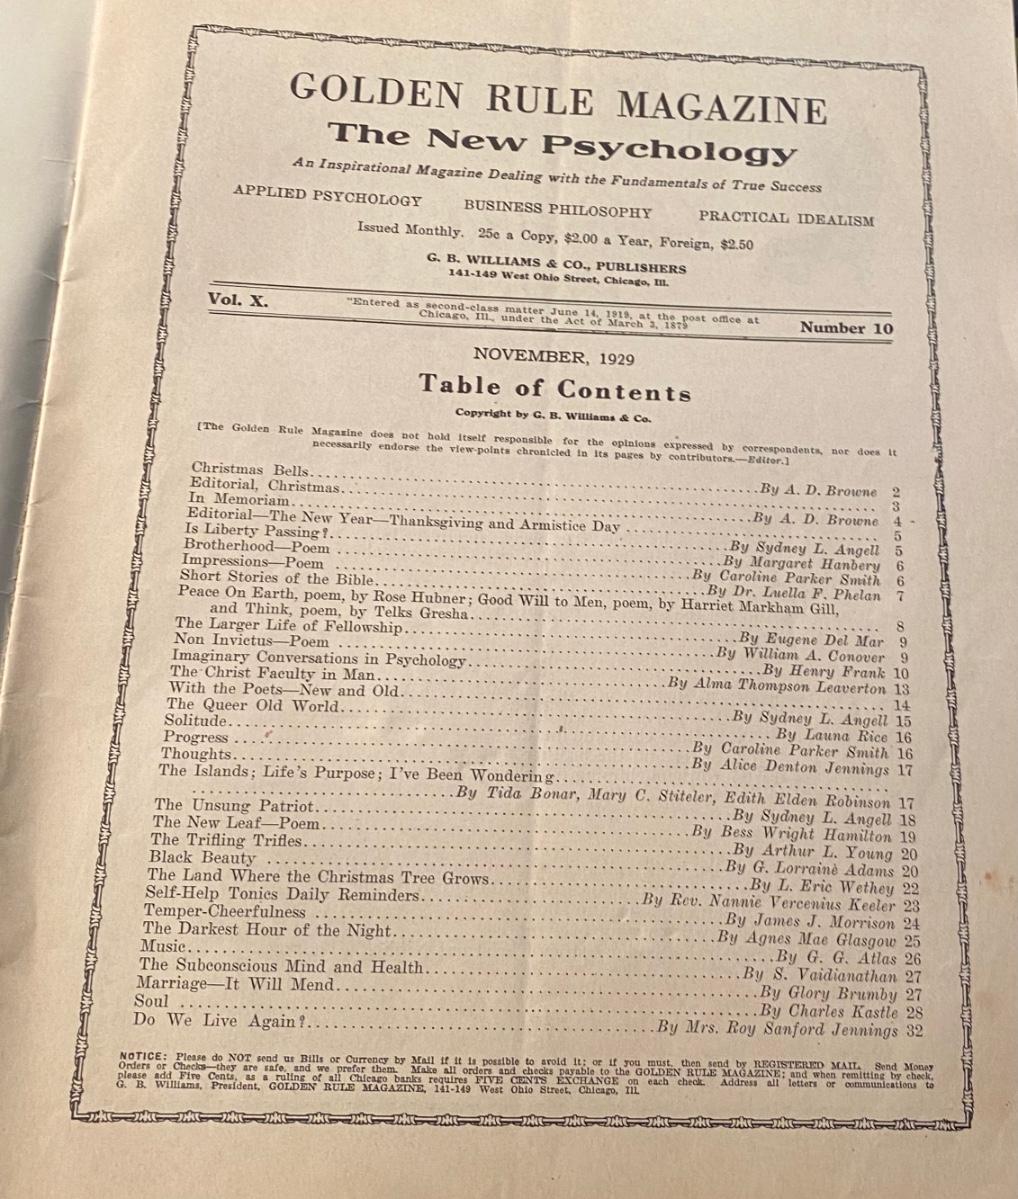 GOLDEN RULE MAGAZINE
The New Psychology
An Inspirational Magazine Dealing with the Fundamentals of True Success
APPLIED PSYCHOLOGY BUSINESS PHILOSOPHY PRACTICAL IDEALISM
Issued Monthly. 25c a Copy, $2.00 a Year, Foreign, $2.50
G. B. WILLIAMS & CO., PUBLISHERS
141-149 West Ohio Street, Chicago, Ill.
Vol. X.
"Entered as second-class matter June 14, 1919, at the post office at
Chicago, Ill., under the Act of March 3, 1879
Number 10
NOVEMBER, 1929
Table of Contents
Copyright by G. B. Williams & Co.
[The Golden Rule Magazine does not hold itself responsible for the opinions expressed by correspondents, nor does it
necessarily endorse the view-points chronicled in its pages by contributors.—Editor.]
Christmas Bells..........By A. D. Browne 2
Editorial, Christmas.......... 3
In Memoriam..........By A. D. Browne 4
Editorial—The New Year—Thanksgiving and Armistice Day .......... 5
Is Liberty Passing?..........By Sydney L. Angell 5
Brotherhood—Poem ..........By Margaret Hanbery 6
Impressions—Poem ..........By Caroline Parker Smith 6
Short Stories of the Bible..........By Dr. Luella F. Phelan 7
Peace On Earth, poem, by Rose Hubner; Good Will to Men, poem, by Harriet Markham Gill,
and Think, poem, by Telks Gresha.......... 8
The Larger Life of Fellowship..........By Eugene Del Mar 9
Non Invictus—Poem ..........By William A. Conover 9
Imaginary Conversations in Psychology..........By Henry Frank 10
The Christ Faculty in Man..........By Alma Thompson Leaverton 13
With the Poets—New and Old.......... 14
The Queer Old World..........By Sydney L. Angell 15
Solitude..........By Launa Rice 16
Progress ..........By Caroline Parker Smith 16
Thoughts..........By Alice Denton Jennings 17
The Islands; Life's Purpose; I've Been Wondering..........
..........By Tida Bonar, Mary C. Stiteler, Edith Elden Robinson 17
The Unsung Patriot..........By Sydney L. Angell 18
The New Leaf—Poem..........By Bess Wright Hamilton 19
The Trifling Trifles..........By Arthur L. Young 20
Black Beauty ..........By G. Lorraine Adams 20
The Land Where the Christmas Tree Grows..........By L. Eric Wethey 22
Self-Help Tonics Daily Reminders..........By Rev. Nannie Vercenius Keeler 23
Temper-Cheerfulness ..........By James J. Morrison 24
The Darkest Hour of the Night..........By Agnes Mae Glasgow 25
Music..........By G. G. Atlas 26
The Subconscious Mind and Health..........By S. Vaidianathan 27
Marriage—It Will Mend..........By Glory Brumby 27
Soul ..........By Charles Kastle 28
Do We Live Again?..........By Mrs. Roy Sanford Jennings 32
NOTICE: Please do NOT send us Bills or Currency by Mail if it is possible to avoid it; or if you must, then send by REGISTERED MAIL. Send Money
Orders or Checks—they are safe, and we prefer them. Make all orders and checks payable to the GOLDEN RULE MAGAZINE; and when remitting by check,
please add Five Cents, as a ruling of all Chicago banks requires FIVE CENTS EXCHANGE on each check. Address all letters or communications to
G. B. Williams, President, GOLDEN RULE MAGAZINE, 141-149 West Ohio Street, Chicago, Ill.